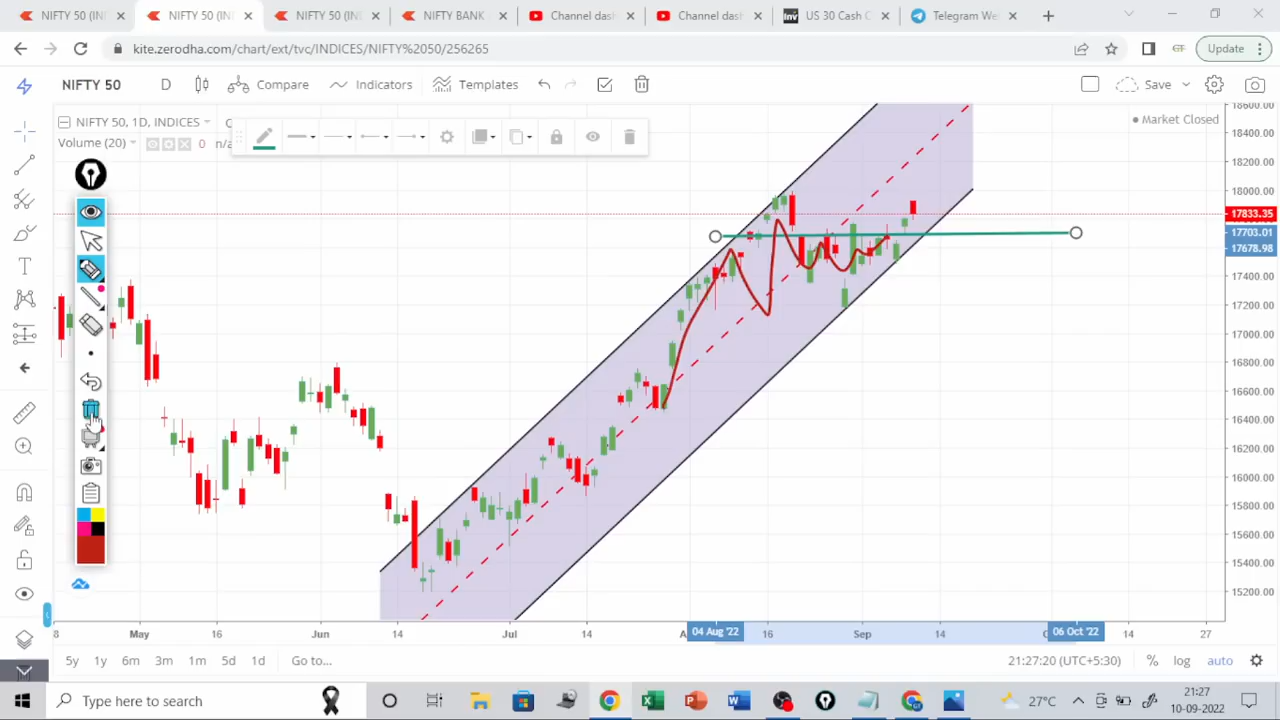 NIFTY 50 (INI
NIFTY 50 (INI
NIFTY 50 (INI
NIFTY BANK
Channel dash
Channel dash
US 30 Cash C
Telegram We
kite.zerodha.com/chart/ext/tvc/INDICES/NIFTY%2050/256265
Update
NIFTY 50
D
Compare
Indicators
Templates
Save
NIFTY 50, 1D, INDICES
Market Closed
Volume (20)
0
n/a
18600.00
18400.00
18200.00
18000.00
17833.35
17703.01
17678.98
17400.00
17200.00
17000.00
16800.00
16600.00
16400.00
16200.00
16000.00
15800.00
15600.00
15400.00
15200.00
8
May
16
Jun
14
Jul
14
04 Aug '22
16
Sep
14
06 Oct '22
14
27
5y
1y
6m
3m
1m
5d
1d
Go to...
21:27:20 (UTC+5:30)
%
log
auto
Type here to search
27°C
21:27
10-09-2022